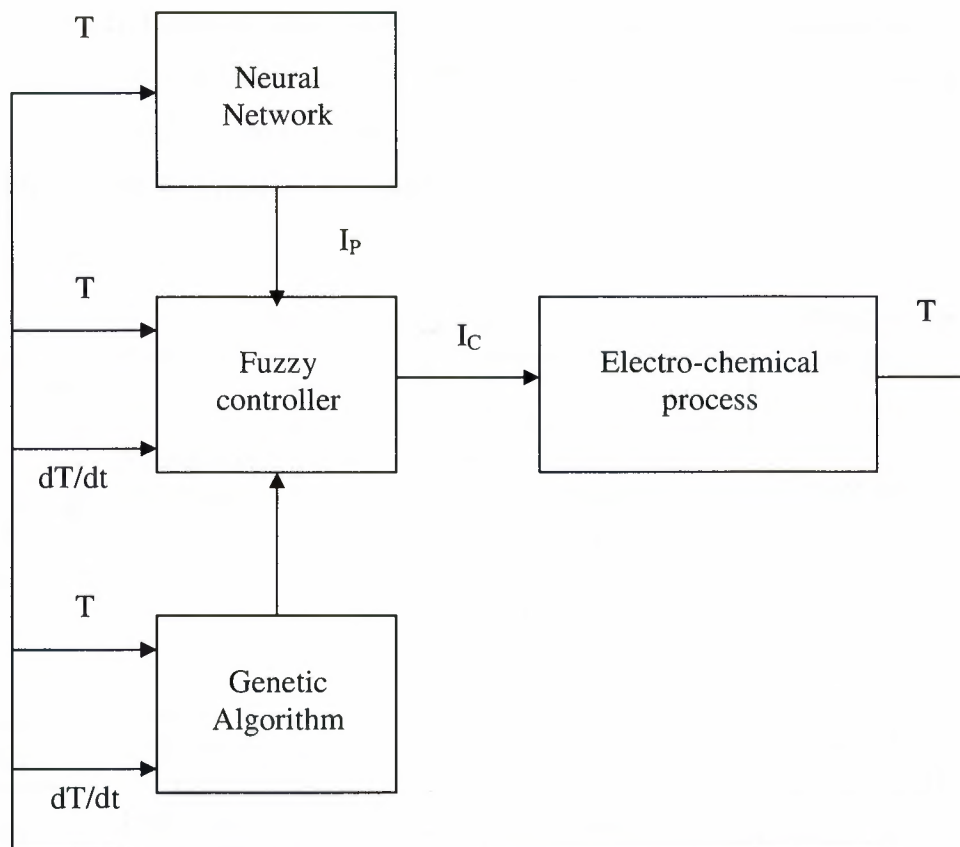 T
Neural
Network
I_P
T
Fuzzy
controller
I_C
Electro-chemical
process
T
dT/dt
T
Genetic
Algorithm
dT/dt